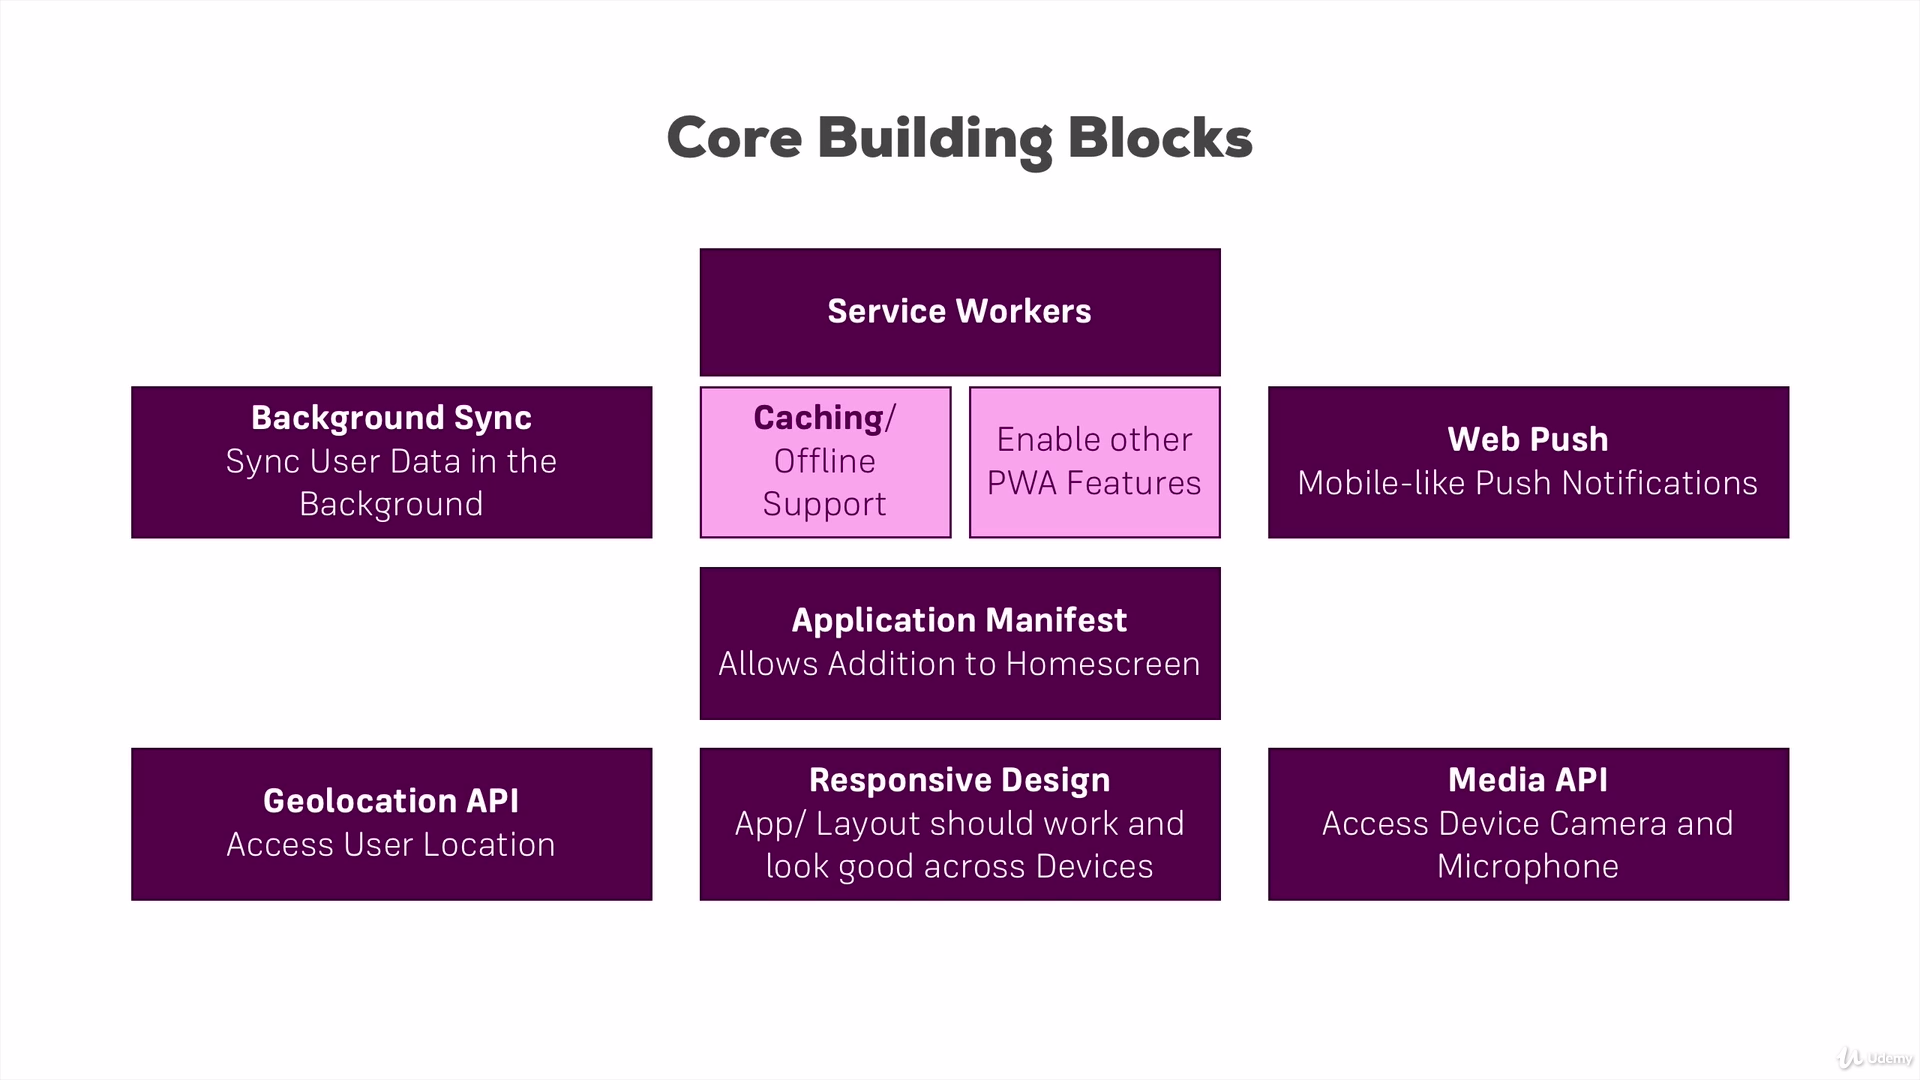 Core Building Blocks
Service Workers
Background Sync
Sync User Data in the
Background
Caching/
Offline
Support
Enable other
PWA Features
Web Push
Mobile-like Push Notifications
Application Manifest
Allows Addition to Homescreen
Geolocation API
Access User Location
Responsive Design
App/ Layout should work and
look good across Devices
Media API
Access Device Camera and
Microphone
Udemy